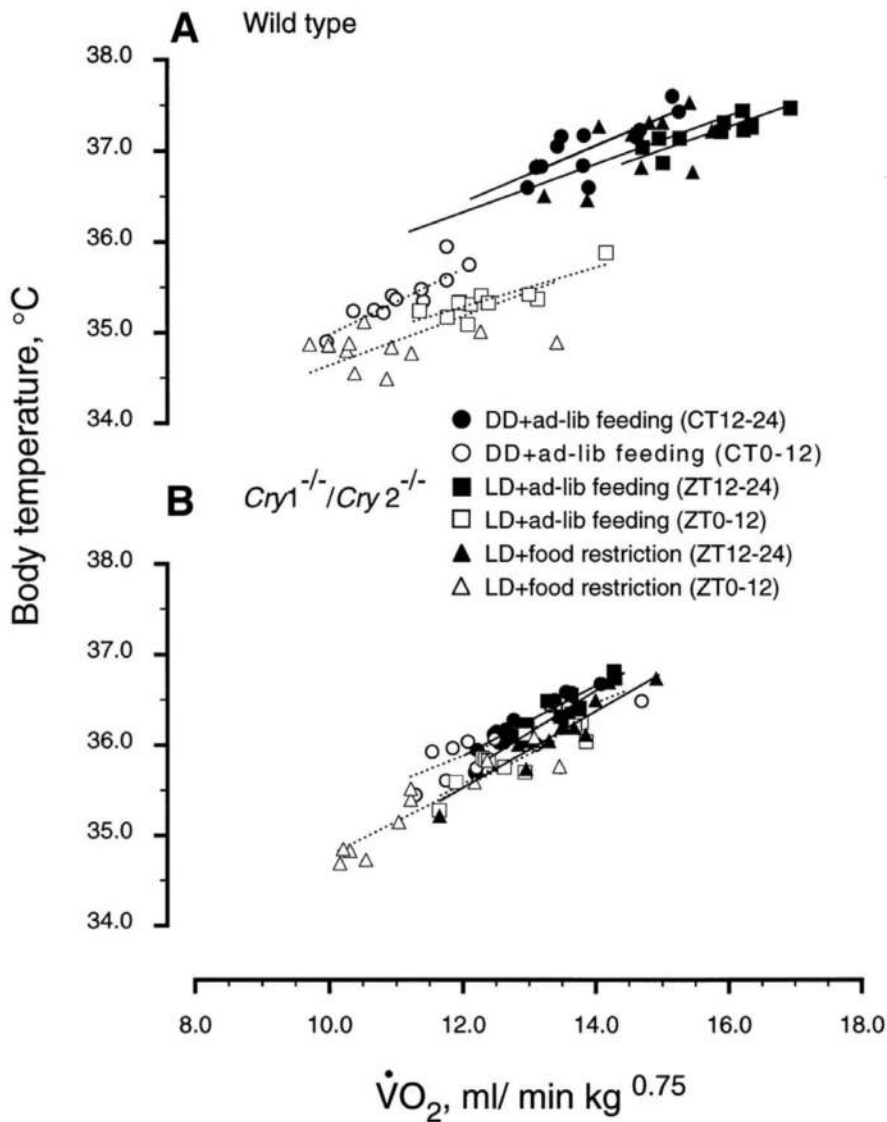 A Wild type
38.0
37.0
36.0
35.0
34.0
Body temperature, °C
● DD+ad-lib feeding (CT12-24)
○ DD+ad-lib feeding (CT0-12)
■ LD+ad-lib feeding (ZT12-24)
□ LD+ad-lib feeding (ZT0-12)
▲ LD+food restriction (ZT12-24)
△ LD+food restriction (ZT0-12)
B Cry1-/-/Cry2-/-
38.0
37.0
36.0
35.0
34.0
8.0 10.0 12.0 14.0 16.0 18.0
V̇O₂, ml/ min kg 0.75